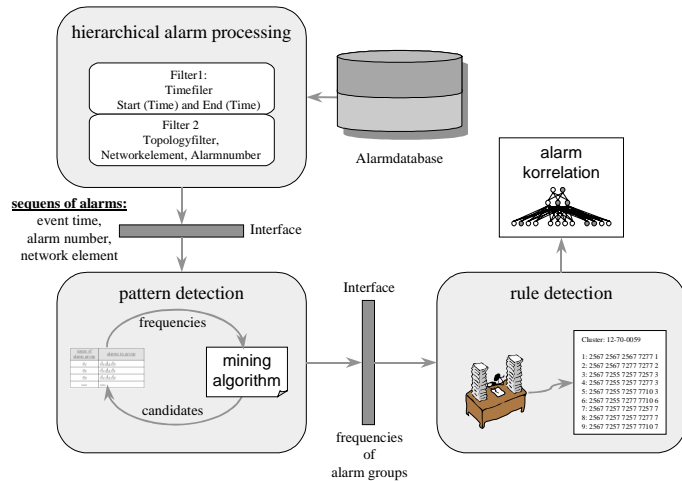 hierarchical alarm processing
Filter1:
Timefiler
Start (Time) and End (Time)
Filter 2
Topologyfilter,
Networkelement, Alarmnumber
Alarmdatabase
alarm
korrelation
sequens of alarms:
event time,
alarm number,
network element
Interface
pattern detection
frequencies
mining
algorithm
candidates
Interface
frequencies
of
alarm groups
rule detection
Cluster: 12-70-0059
1: 2567 2567 2567 7277 1
2: 2567 2567 7277 7277 2
3: 2567 7255 7257 7257 3
4: 2567 7255 7257 7277 3
5: 2567 7255 7257 7710 3
6: 2567 7255 7277 7710 6
7: 2567 7257 7257 7257 7
8: 2567 7257 7257 7277 7
9: 2567 7257 7257 7710 7